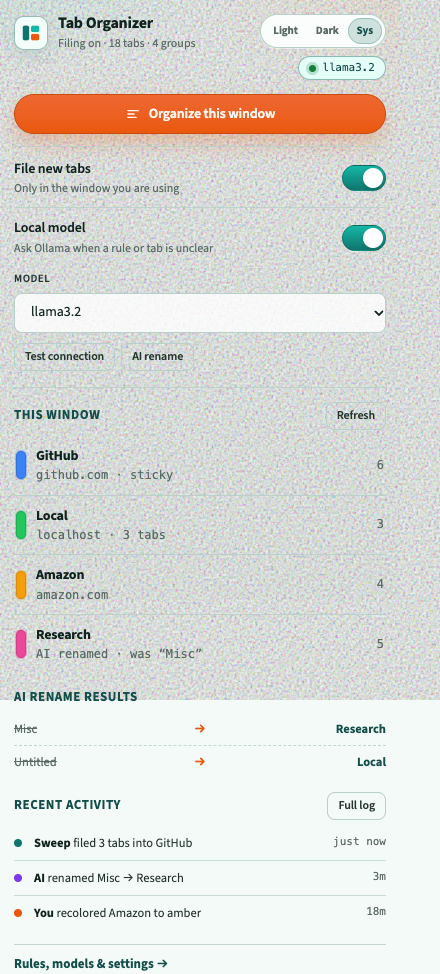 Tab Organizer
Filing on · 18 tabs · 4 groups
Light Dark Sys
llama3.2
Organize this window
File new tabs
Only in the window you are using
Local model
Ask Ollama when a rule or tab is unclear
MODEL
llama3.2
Test connection AI rename
THIS WINDOW Refresh
GitHub
github.com · sticky 6
Local
localhost · 3 tabs 3
Amazon
amazon.com 4
Research
AI renamed · was “Misc” 5
AI RENAME RESULTS
Misc → Research
Untitled → Local
RECENT ACTIVITY Full log
Sweep filed 3 tabs into GitHub just now
AI renamed Misc → Research 3m
You recolored Amazon to amber 18m
Rules, models & settings →